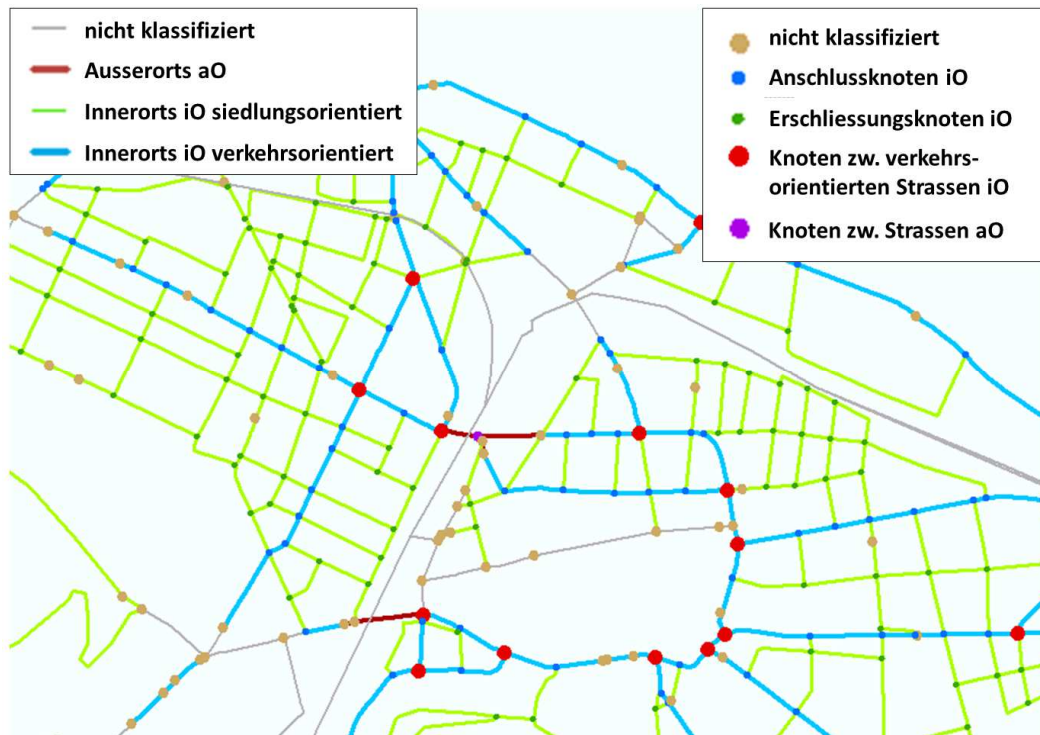 nicht klassifiziert
Ausserorts aO
Innerorts iO siedlungsorientiert
Innerorts iO verkehrsorientiert
nicht klassifiziert
Anschlussknoten iO
Erschliessungsknoten iO
Knoten zw. verkehrs-
orientierten Strassen iO
Knoten zw. Strassen aO